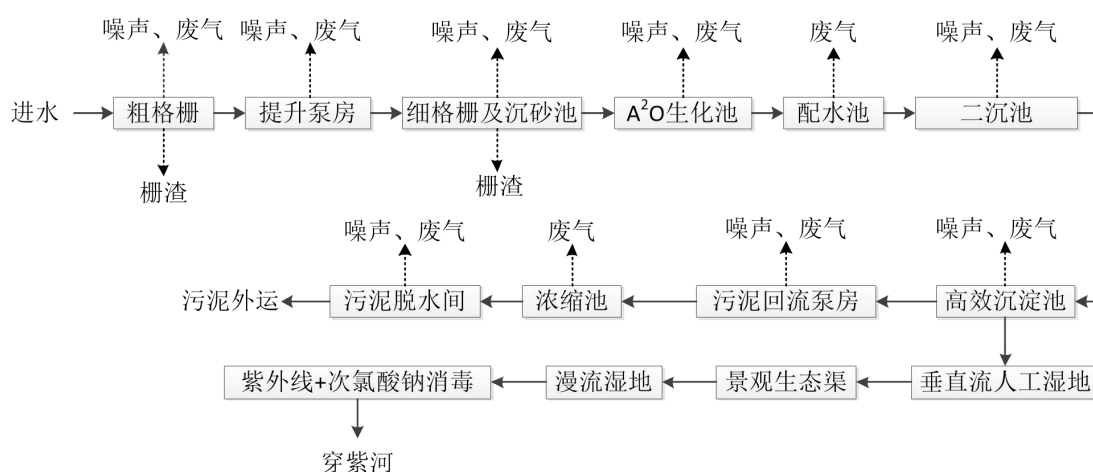 噪声、废气 噪声、废气 噪声、废气 噪声、废气 废气 噪声、废气
进水 粗格栅 提升泵房 细格栅及沉砂池 A²O生化池 配水池 二沉池
栅渣 栅渣
噪声、废气 废气 噪声、废气 噪声、废气
污泥外运 污泥脱水间 浓缩池 污泥回流泵房 高效沉淀池
紫外线+次氯酸钠消毒 漫流湿地 景观生态渠 垂直流人工湿地
穿紫河